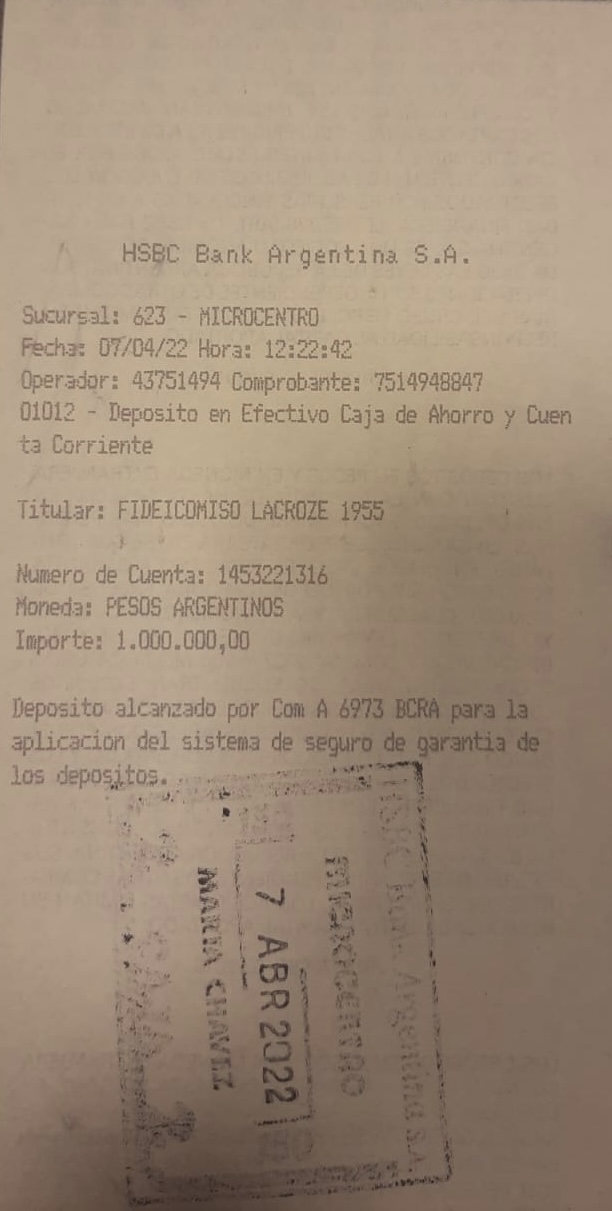 HSBC Bank Argentina S.A.
Sucursal: 623 - MICROCENTRO
Fecha: 07/04/22 Hora: 12:22:42
Operador: 43751494 Comprobante: 7514948847
01012 - Deposito en Efectivo Caja de Ahorro y Cuen
ta Corriente
Titular: FIDEICOMISO LACROZE 1955
Numero de Cuenta: 1453221316
Moneda: PESOS ARGENTINOS
Importe: 1.000.000,00
Deposito alcanzado por Com A 6973 BCRA para la
aplicacion del sistema de seguro de garantia de
los depositos.
HSBC Bank Argentina S.A.
MICROCENTRO
7 ABR 2022
MARIA CHAVEZ